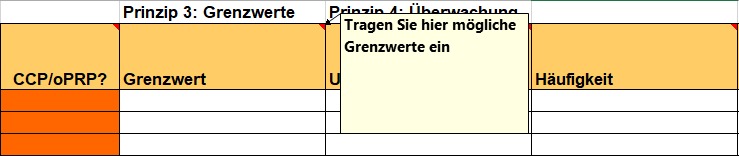 Prinzip 3: Grenzwerte Prinzip 4: Überwachung
Tragen Sie hier mögliche
Grenzwerte ein
CCP/oPRP? Grenzwert Häufigkeit